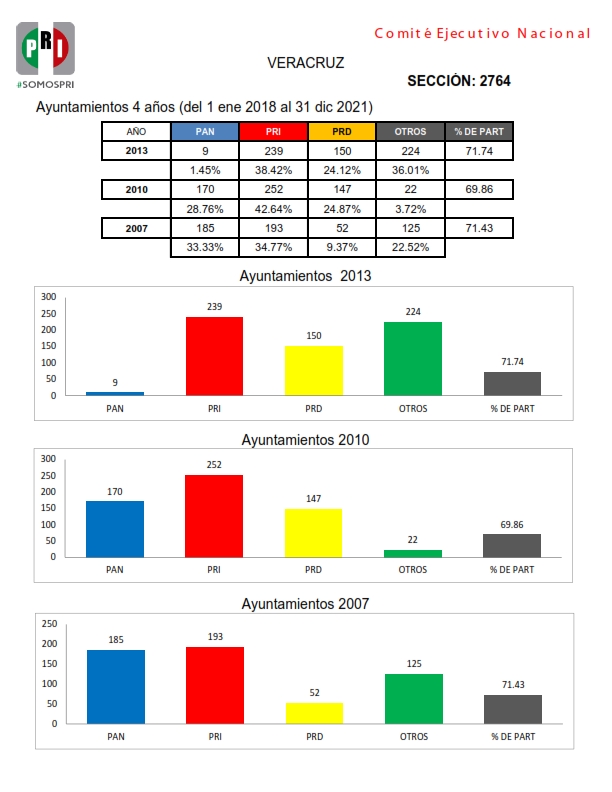 Comité Ejecutivo Nacional
PRI
#SOMOSPRI
VERACRUZ
SECCIÓN: 2764
Ayuntamientos 4 años (del 1 ene 2018 al 31 dic 2021)
AÑO PAN PRI PRD OTROS % DE PART
2013 9 239 150 224 71.74
1.45% 38.42% 24.12% 36.01%
2010 170 252 147 22 69.86
28.76% 42.64% 24.87% 3.72%
2007 185 193 52 125 71.43
33.33% 34.77% 9.37% 22.52%
Ayuntamientos 2013
300
250
200
150
100
50
0
9 239 150 224 71.74
PAN PRI PRD OTROS % DE PART
Ayuntamientos 2010
300
250
200
150
100
50
0
170 252 147 22 69.86
PAN PRI PRD OTROS % DE PART
Ayuntamientos 2007
250
200
150
100
50
0
185 193 52 125 71.43
PAN PRI PRD OTROS % DE PART